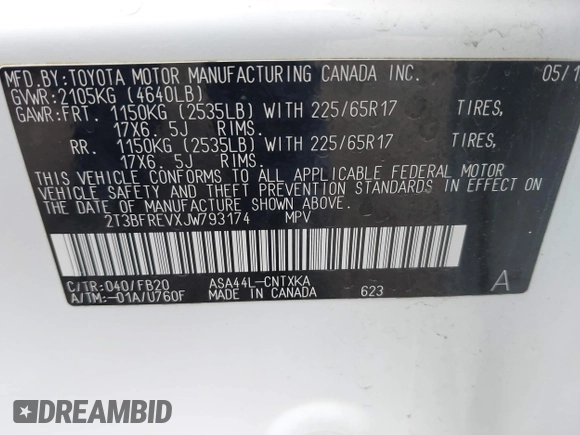 MFD.BY:TOYOTA MOTOR MANUFACTURING CANADA INC. 05/1
GVWR:2105KG (4640LB)
GAWR:FRT. 1150KG (2535LB) WITH 225/65R17 TIRES,
17X6.5J RIMS.
RR. 1150KG (2535LB) WITH 225/65R17 TIRES,
17X6.5J RIMS.
THIS VEHICLE CONFORMS TO ALL APPLICABLE FEDERAL MOTOR
VEHICLE SAFETY AND THEFT PREVENTION STANDARDS IN EFFECT ON
THE DATE OF MANUFACTURE SHOWN ABOVE.
2T3BFREVXJW793174 MPV
C/TR:040/FB20 ASA44L-CNTXKA
A/TM:-01A/U760F MADE IN CANADA 623 A
DREAMBID